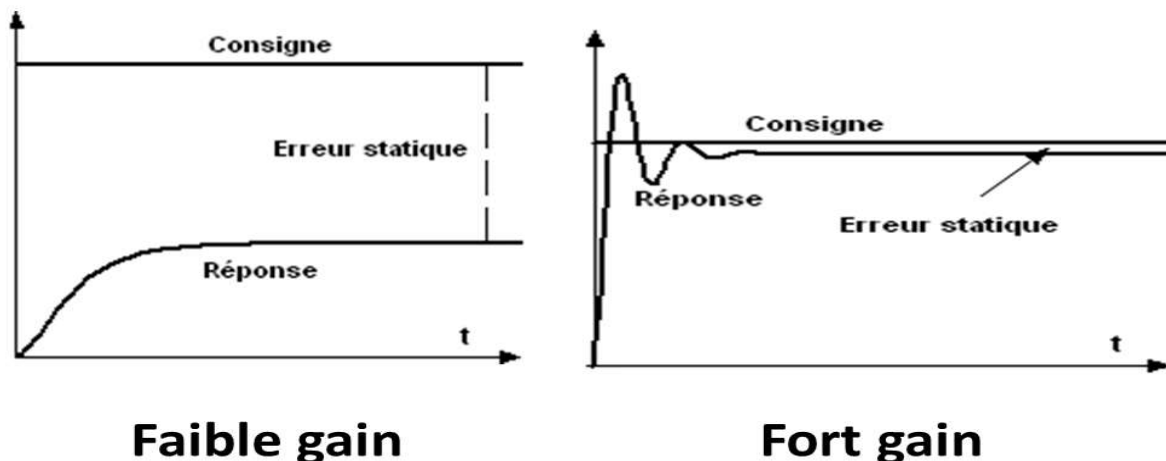 Consigne
Erreur statique
Réponse
t
Faible gain
Consigne
Réponse
Erreur statique
t
Fort gain